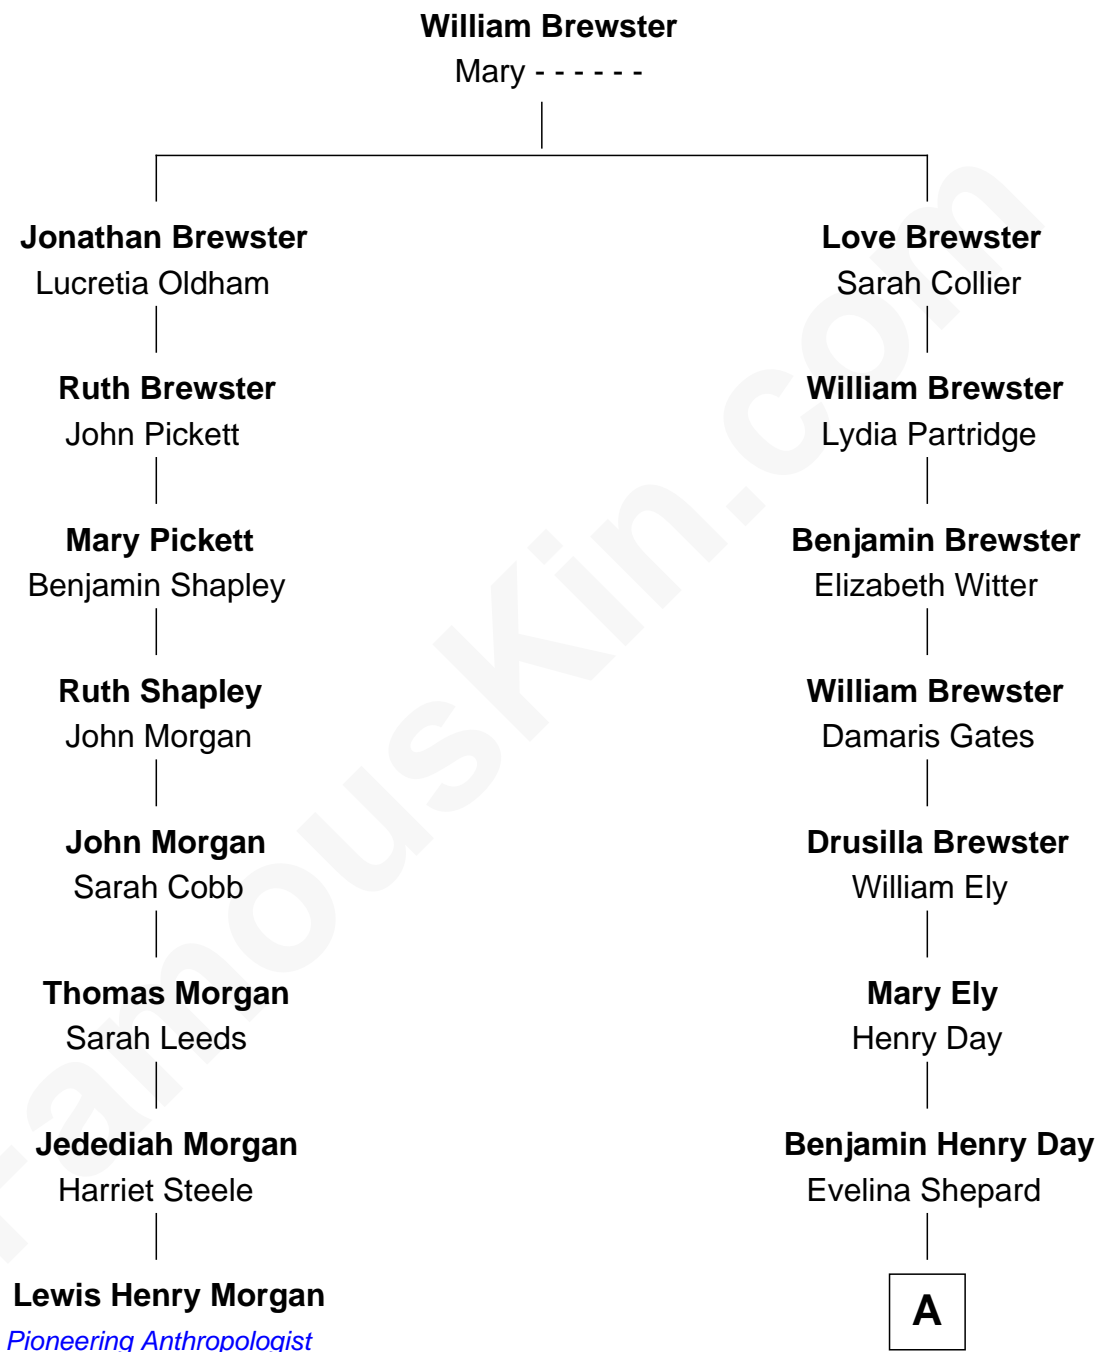 William Brewster
Mary - - - - - -
Jonathan Brewster
Lucretia Oldham
Love Brewster
Sarah Collier
Ruth Brewster
John Pickett
William Brewster
Lydia Partridge
Mary Pickett
Benjamin Shapley
Benjamin Brewster
Elizabeth Witter
Ruth Shapley
John Morgan
William Brewster
Damaris Gates
John Morgan
Sarah Cobb
Drusilla Brewster
William Ely
Thomas Morgan
Sarah Leeds
Mary Ely
Henry Day
Jedediah Morgan
Harriet Steele
Benjamin Henry Day
Evelina Shepard
Lewis Henry Morgan
Pioneering Anthropologist
A
FamousKin.com